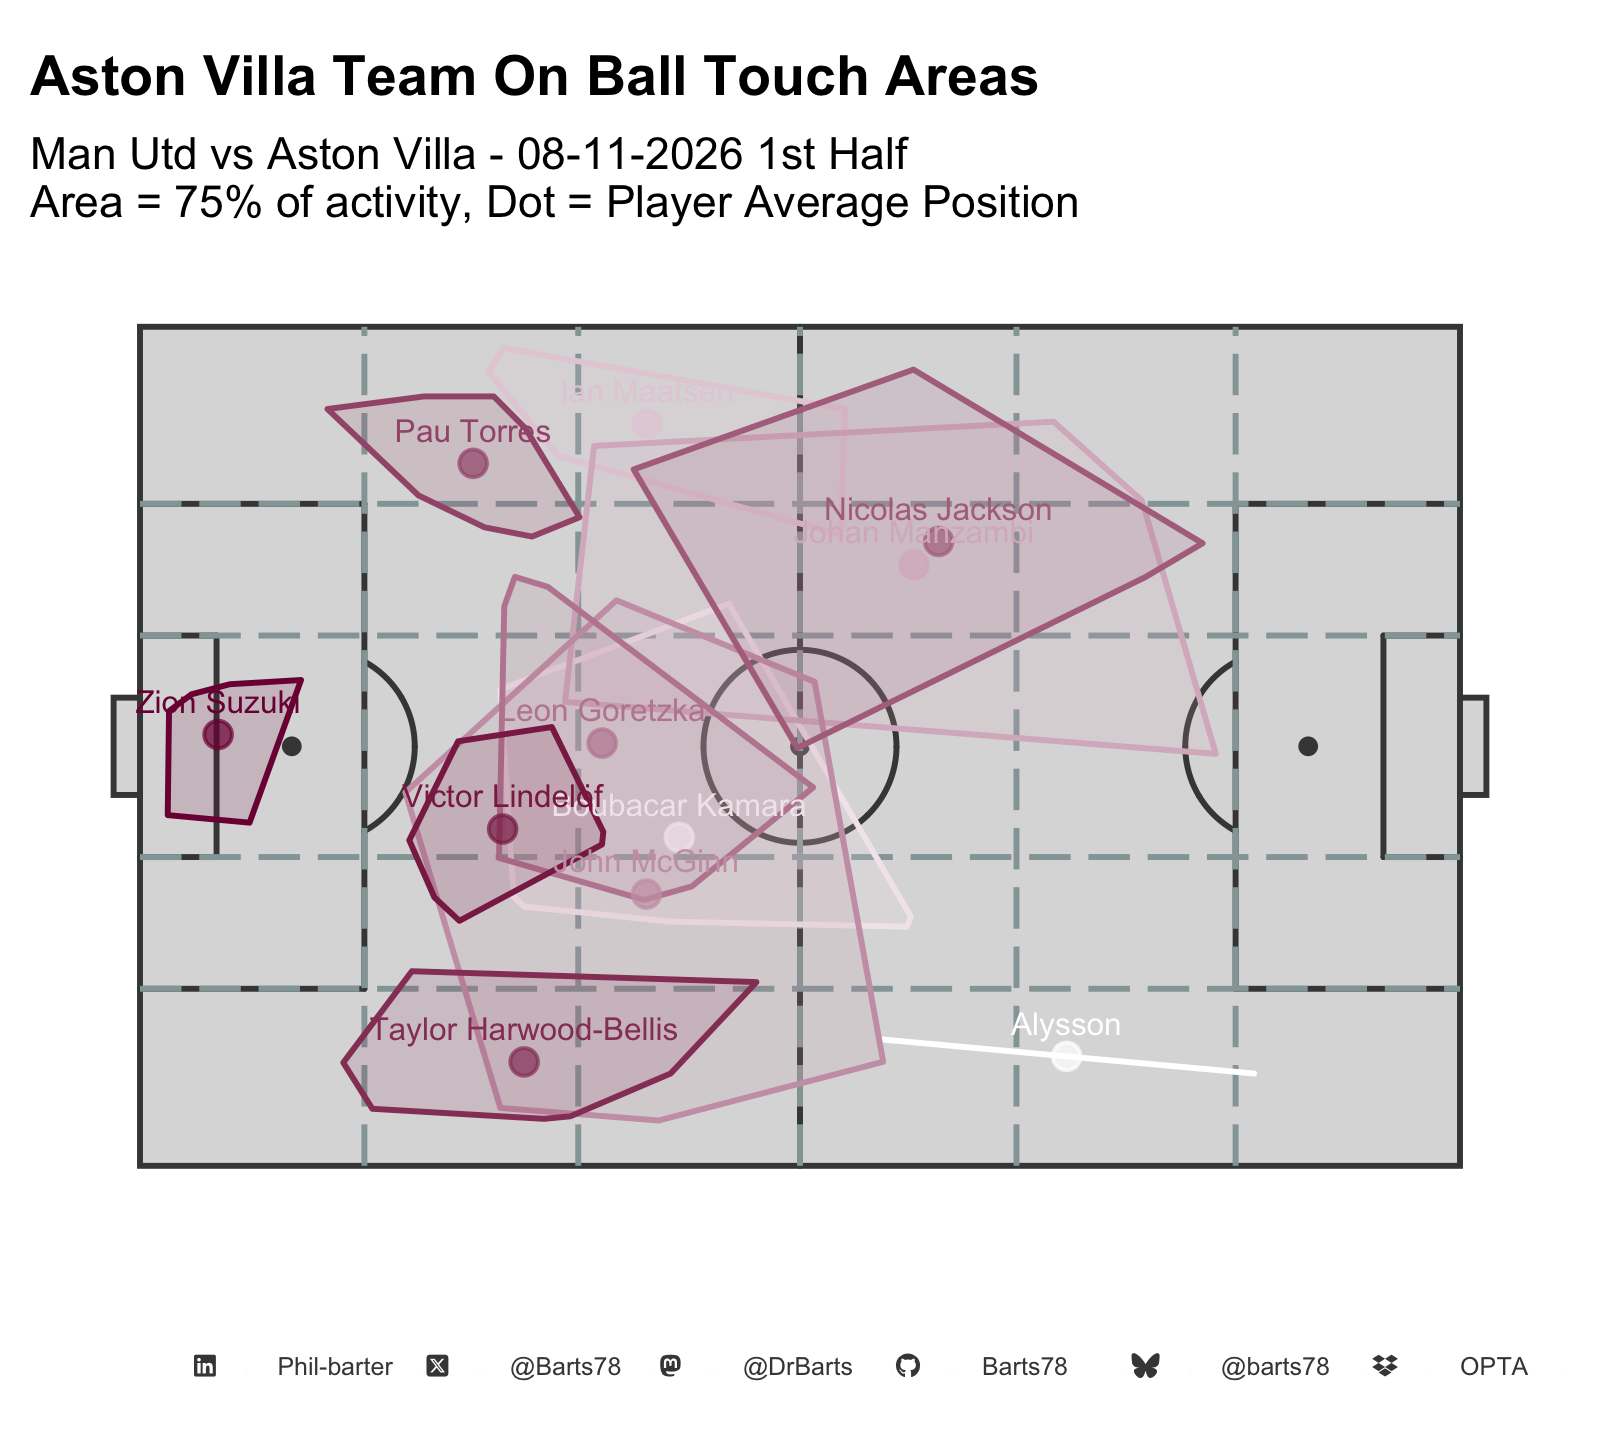 Aston Villa Team On Ball Touch Areas
Man Utd vs Aston Villa - 08-11-2026 1st Half
Area = 75% of activity, Dot = Player Average Position
Ian Maatsen
Pau Torres
Nicolas Jackson
Johan Manzambi
Zion Suzuki
Leon Goretzka
Victor Lindelöf
Boubacar Kamara
John McGinn
Alysson
Taylor Harwood-Bellis
Phil-barter
@Barts78
@DrBarts
Barts78
@barts78
OPTA